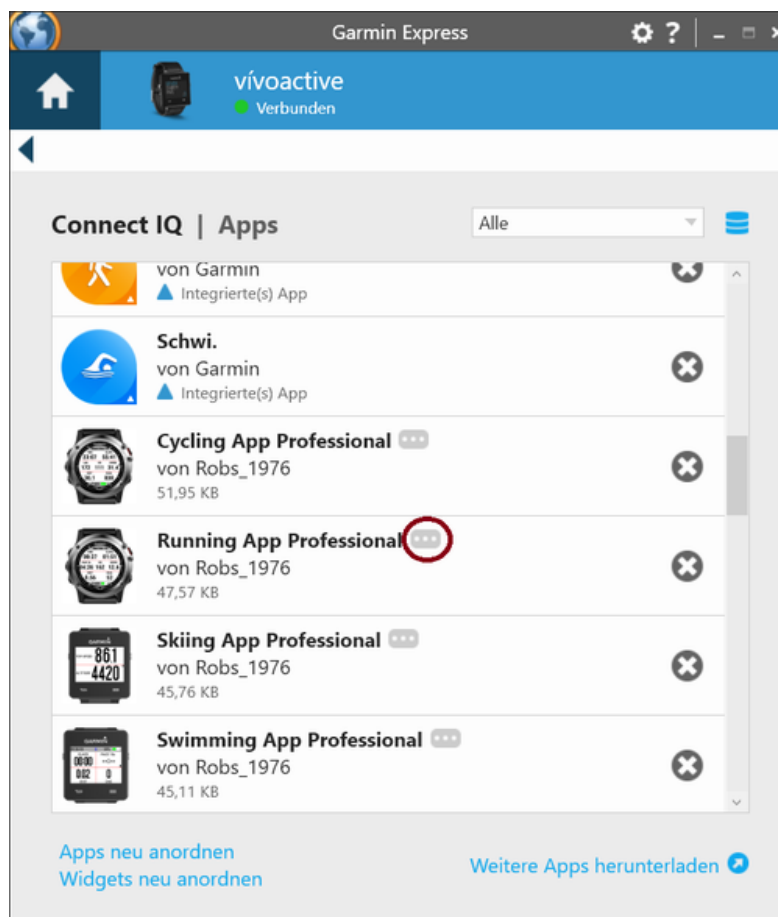 Garmin Express
?
vívoactive
Verbunden
Connect IQ | Apps
Alle
von Garmin
Integrierte(s) App
Schwi.
von Garmin
Integrierte(s) App
Cycling App Professional
von Robs_1976
51,95 KB
Running App Professional
von Robs_1976
47,57 KB
861
4420
Skiing App Professional
von Robs_1976
45,76 KB
Swimming App Professional
von Robs_1976
45,11 KB
Apps neu anordnen
Widgets neu anordnen
Weitere Apps herunterladen